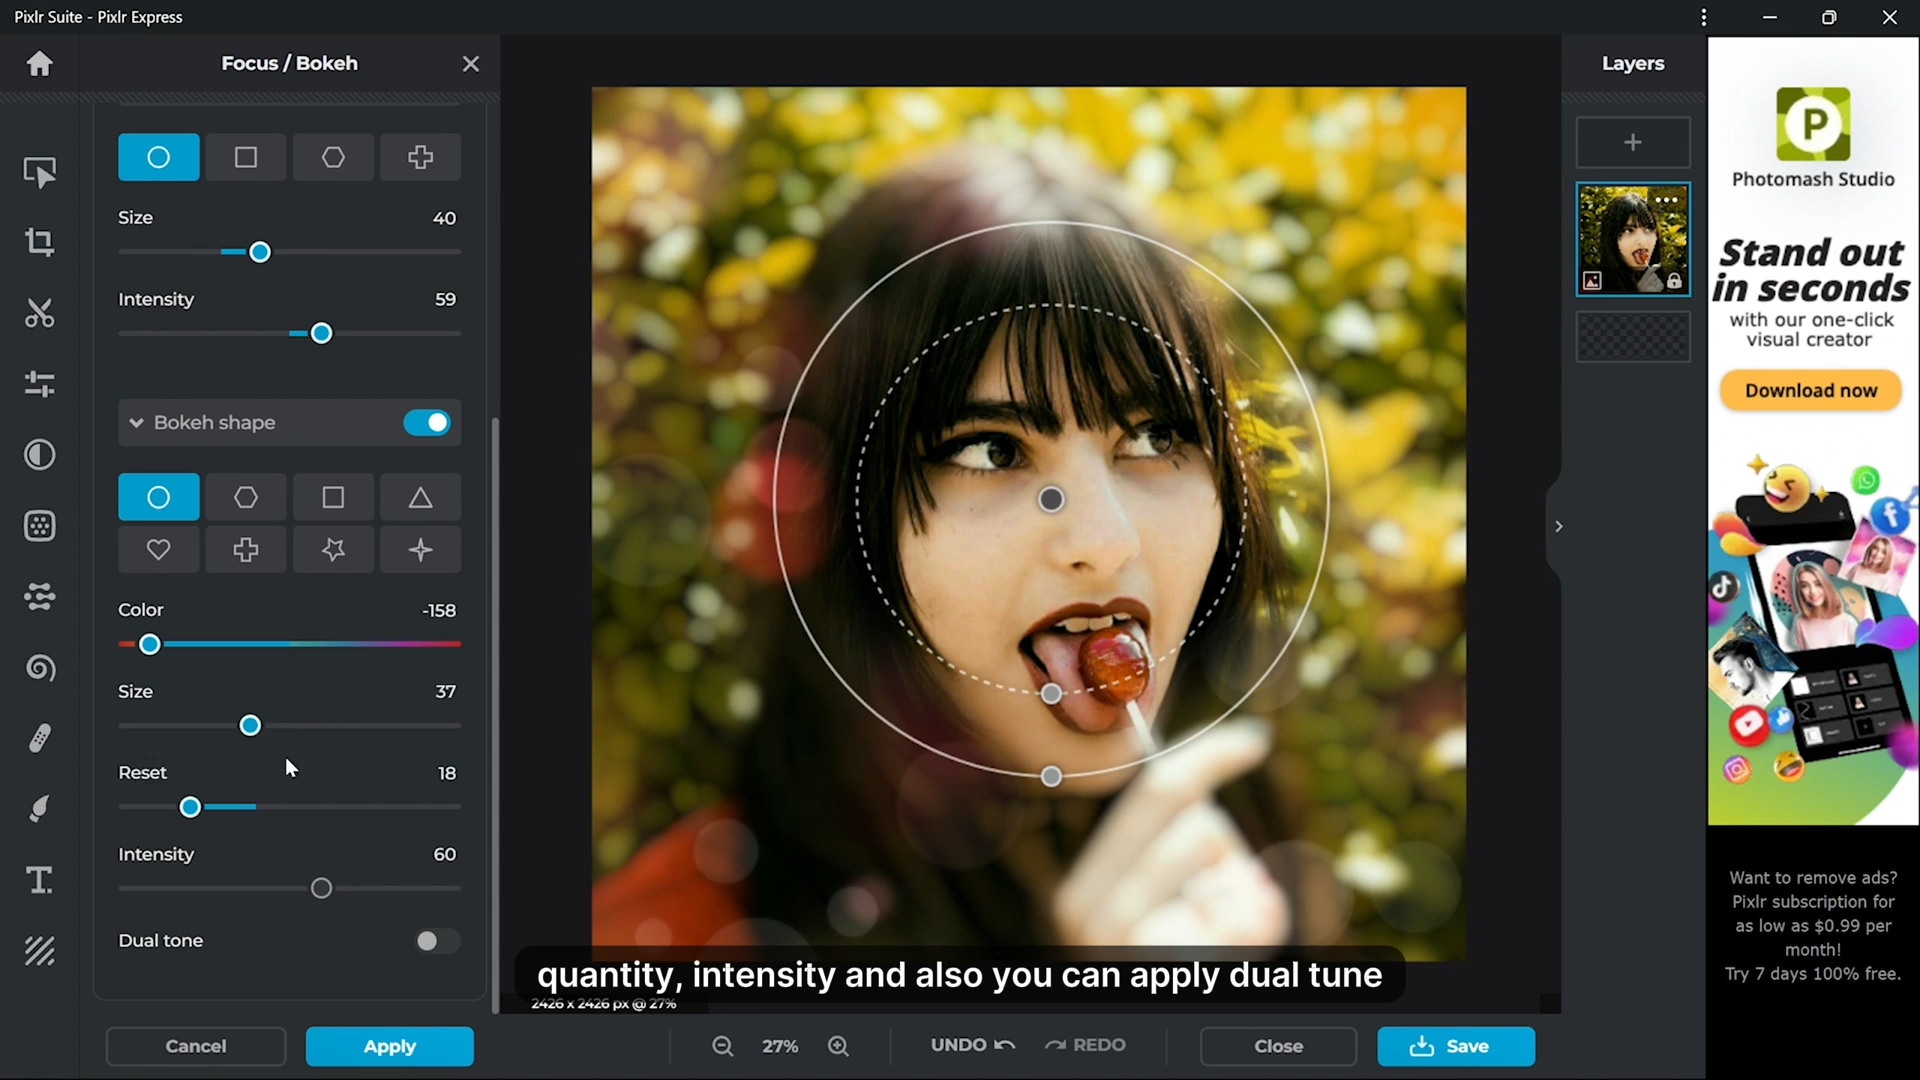 Pixlr Suite - Pixlr Express
Focus / Bokeh
Size 40
Intensity 59
Bokeh shape
Color -158
Size 37
Reset 18
Intensity 60
Dual tone
Cancel
Apply
quantity, intensity and also you can apply dual tune
2426 x 2426 px @ 27%
27%
UNDO
REDO
Close
Save
Layers
P
Photomash Studio
Stand out
in seconds
with our one-click
visual creator
Download now
Want to remove ads?
Pixlr subscription for
as low as $0.99 per
month!
Try 7 days 100% free.